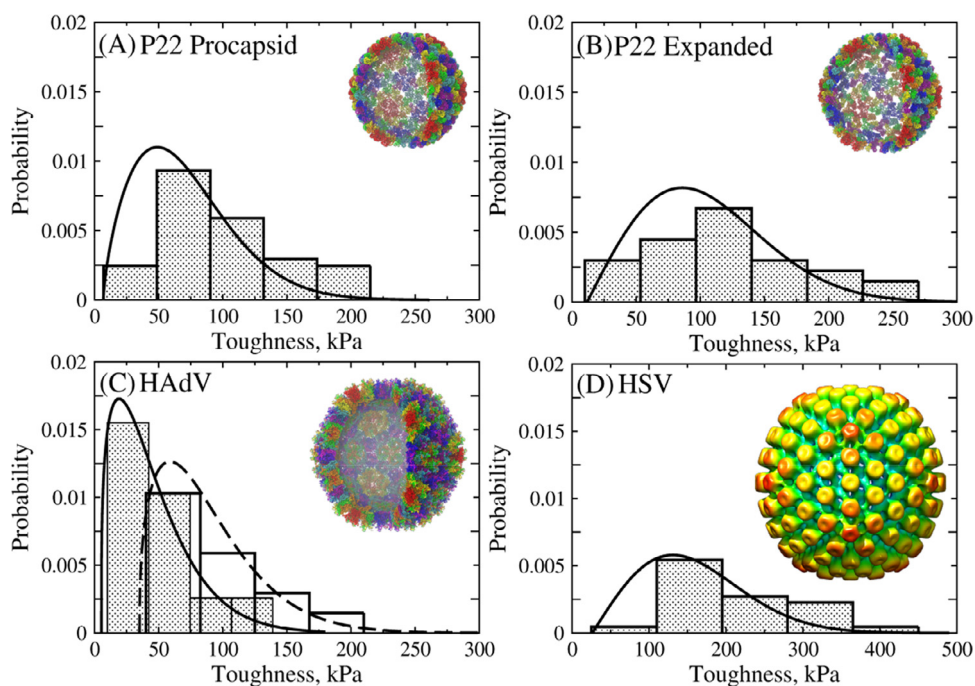 (A) P22 Procapsid
Probability
0.02
0.015
0.01
0.005
0
0 50 100 150 200 250 300
Toughness, kPa
(B) P22 Expanded
Probability
0.02
0.015
0.01
0.005
0
0 50 100 150 200 250 300
Toughness, kPa
(C) HAdV
Probability
0.02
0.015
0.01
0.005
0
0 50 100 150 200 250 300
Toughness, kPa
(D) HSV
Probability
0.02
0.015
0.01
0.005
0
0 100 200 300 400 500
Toughness, kPa